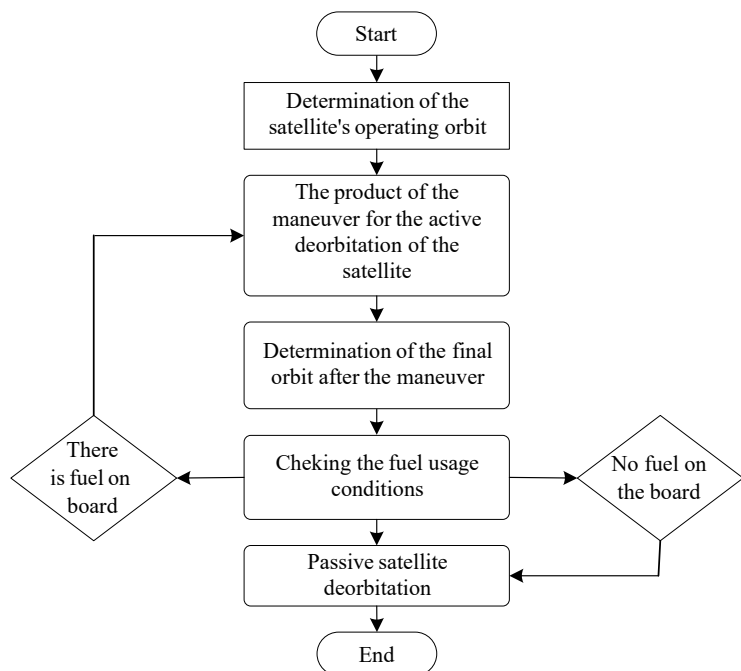 Start
Determination of the
satellite's operating orbit
The product of the
maneuver for the active
deorbitation of the
satellite
Determination of the final
orbit after the maneuver
There
is fuel on
board
Cheking the fuel usage
conditions
No fuel on
the board
Passive satellite
deorbitation
End